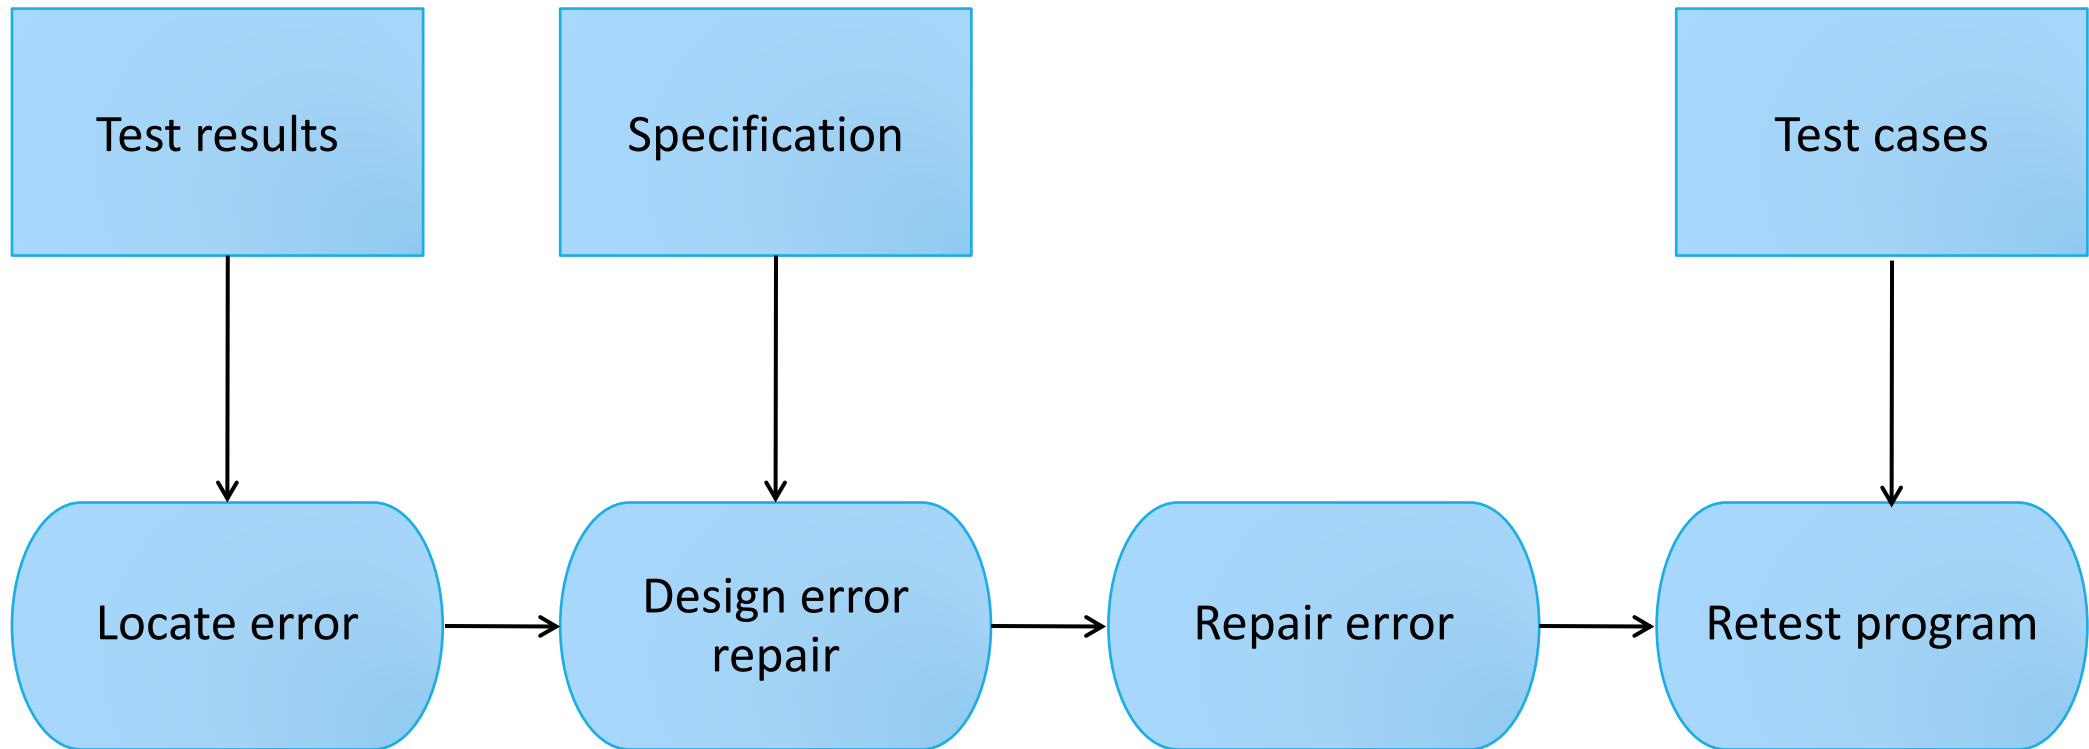 Test results
Specification
Test cases
Locate error
Design error
repair
Repair error
Retest program